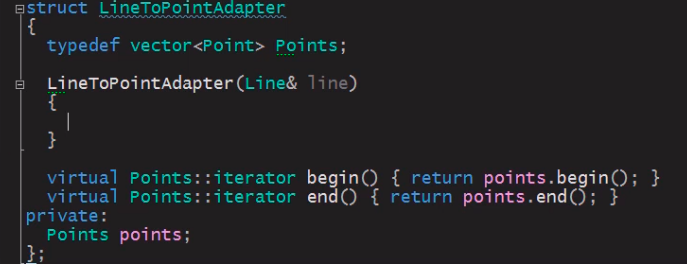 struct LineToPointAdapter
{
typedef vector<Point> Points;
LineToPointAdapter(Line& line)
{
}
virtual Points::iterator begin() { return points.begin(); }
virtual Points::iterator end() { return points.end(); }
private:
Points points;
};